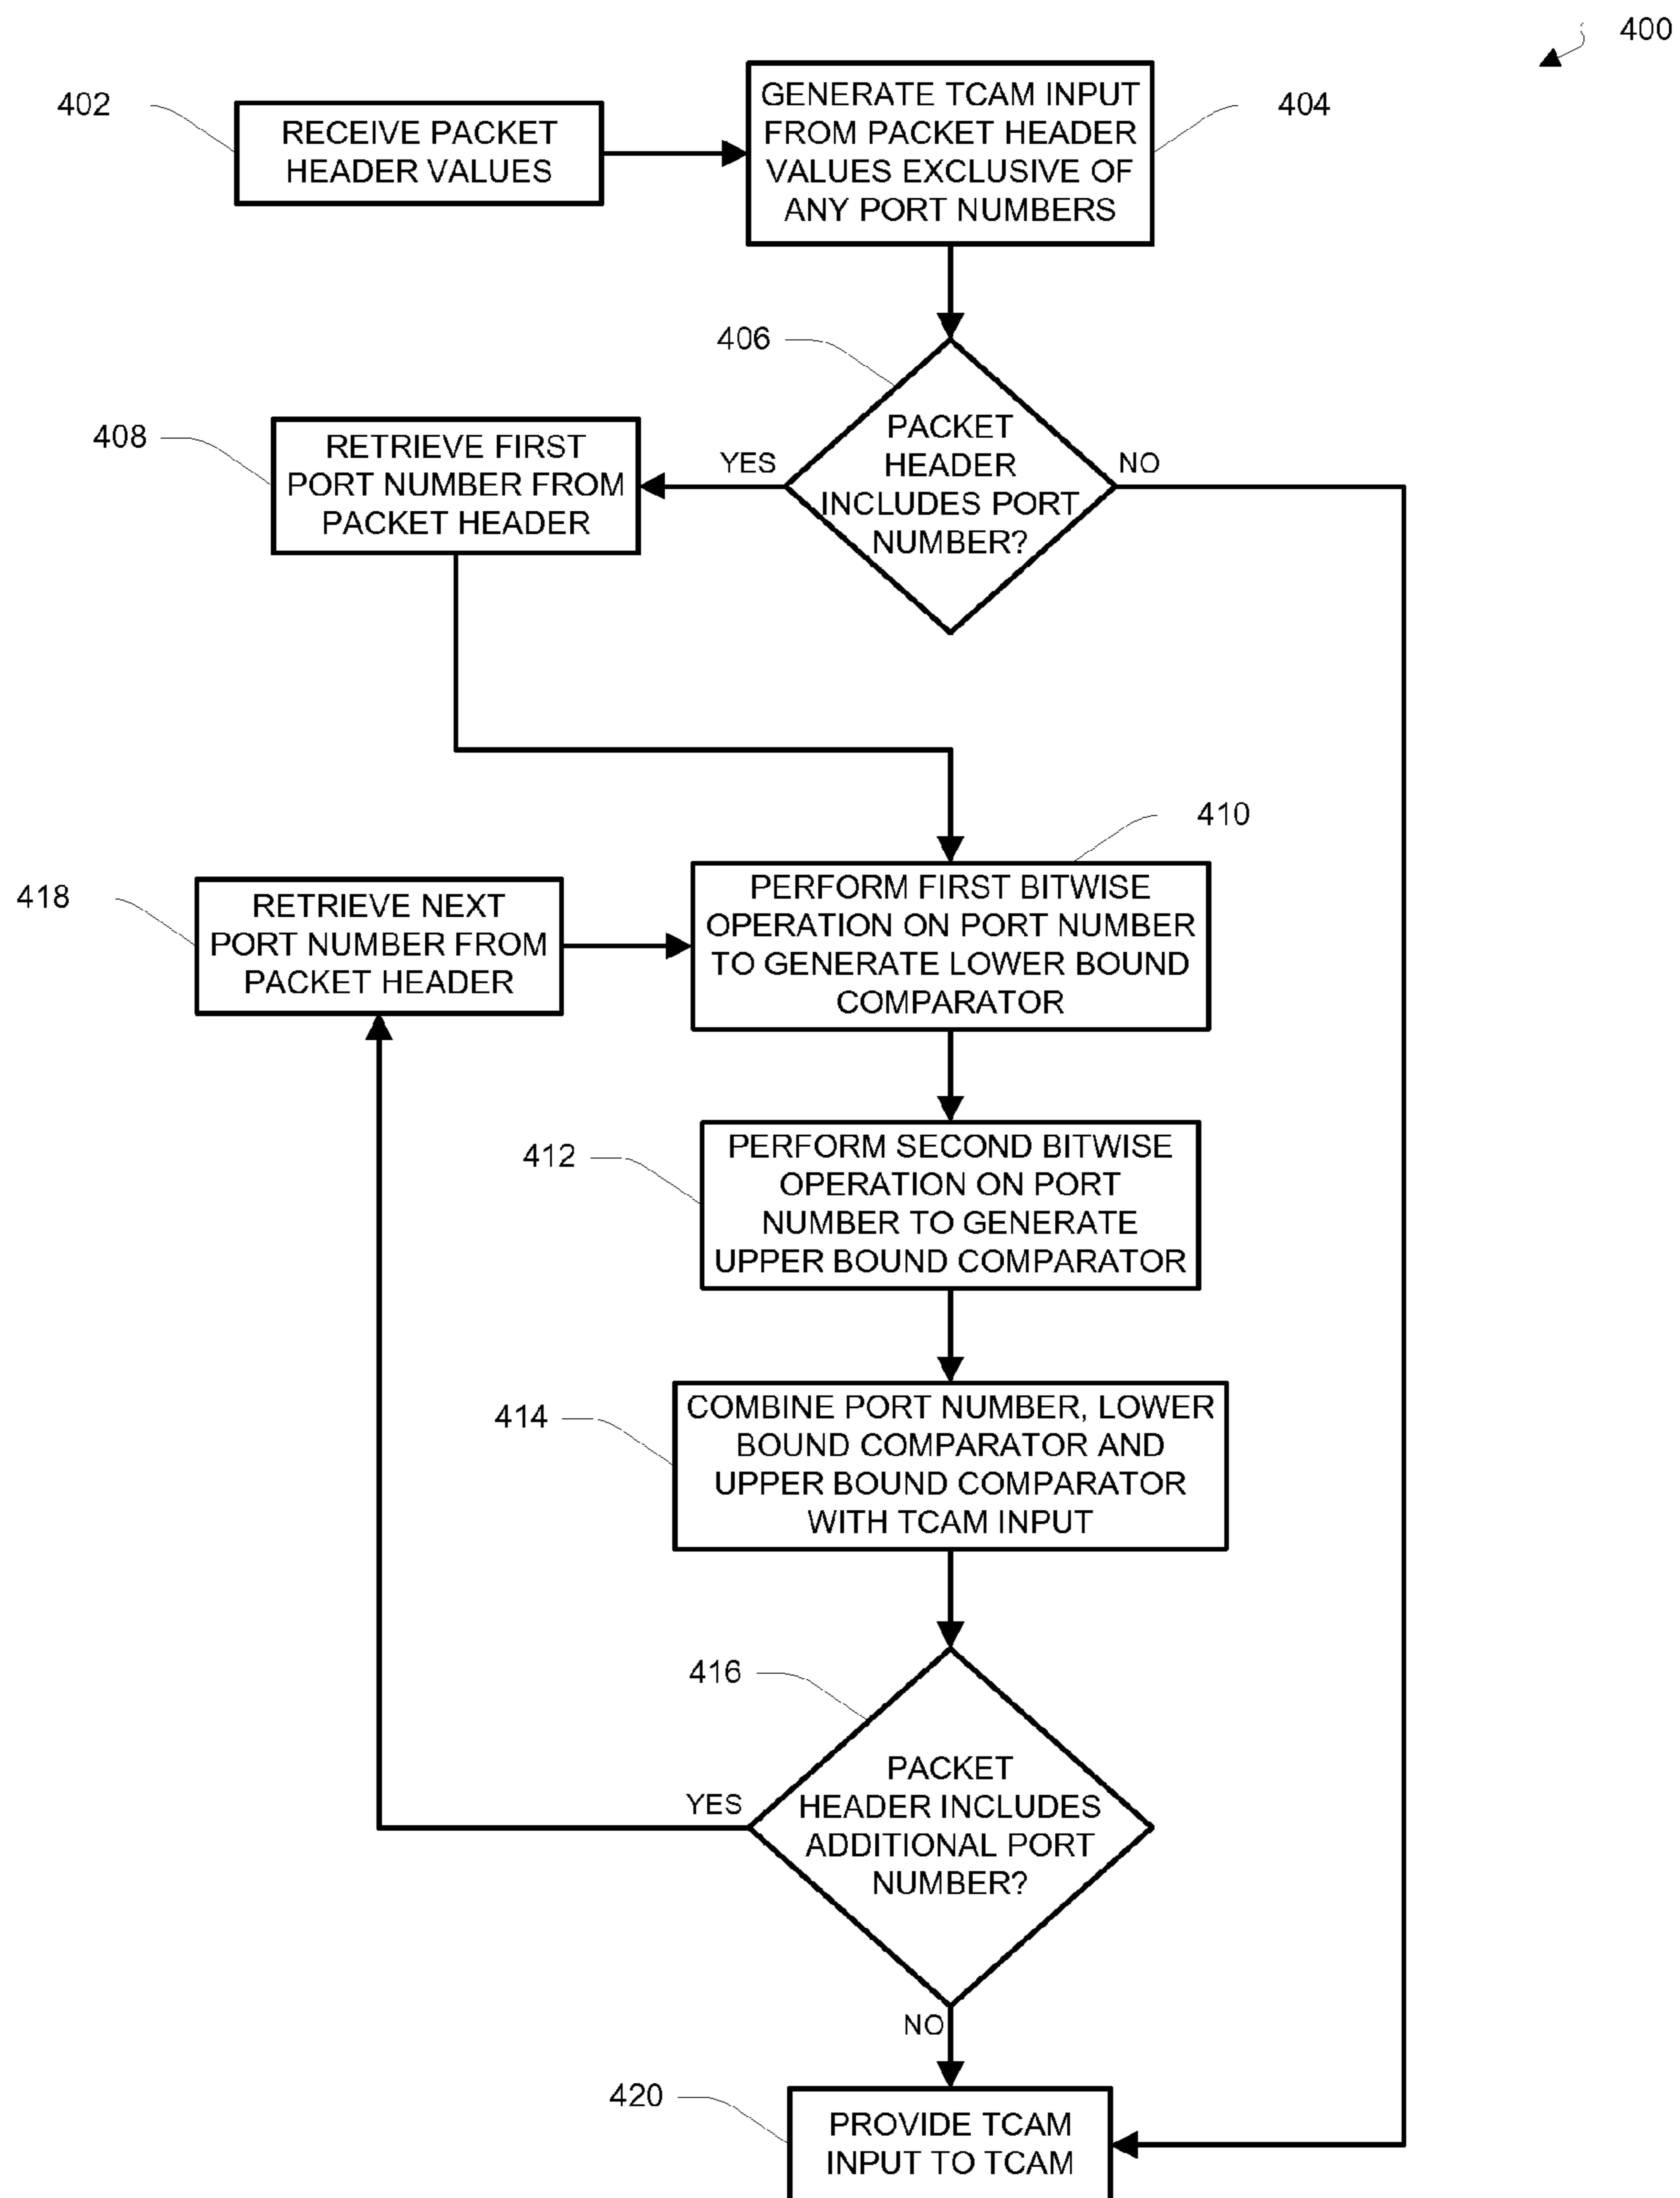 400
402
RECEIVE PACKET
HEADER VALUES
GENERATE TCAM INPUT
FROM PACKET HEADER
VALUES EXCLUSIVE OF
ANY PORT NUMBERS
404
406
PACKET
HEADER
INCLUDES PORT
NUMBER?
YES
NO
408
RETRIEVE FIRST
PORT NUMBER FROM
PACKET HEADER
410
PERFORM FIRST BITWISE
OPERATION ON PORT NUMBER
TO GENERATE LOWER BOUND
COMPARATOR
418
RETRIEVE NEXT
PORT NUMBER FROM
PACKET HEADER
412
PERFORM SECOND BITWISE
OPERATION ON PORT
NUMBER TO GENERATE
UPPER BOUND COMPARATOR
414
COMBINE PORT NUMBER, LOWER
BOUND COMPARATOR AND
UPPER BOUND COMPARATOR
WITH TCAM INPUT
416
PACKET
HEADER INCLUDES
ADDITIONAL PORT
NUMBER?
YES
NO
420
PROVIDE TCAM
INPUT TO TCAM